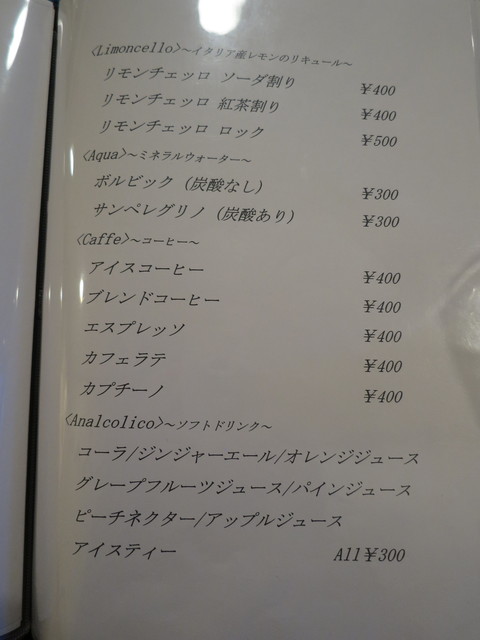 <Limoncello>～イタリア産レモンのリキュール～
リモンチェッロ ソーダ割り ¥400
リモンチェッロ 紅茶割り ¥400
リモンチェッロ ロック ¥500
<Aqua>～ミネラルウォーター～
ボルビック (炭酸なし) ¥300
サンペレグリノ (炭酸あり) ¥300
<Caffe>～コーヒー～
アイスコーヒー ¥400
ブレンドコーヒー ¥400
エスプレッソ ¥400
カフェラテ ¥400
カプチーノ ¥400
<Analcolico>～ソフトドリンク～
コーラ/ジンジャーエール/オレンジジュース
グレープフルーツジュース/パインジュース
ピーチネクター/アップルジュース
アイスティー All¥300